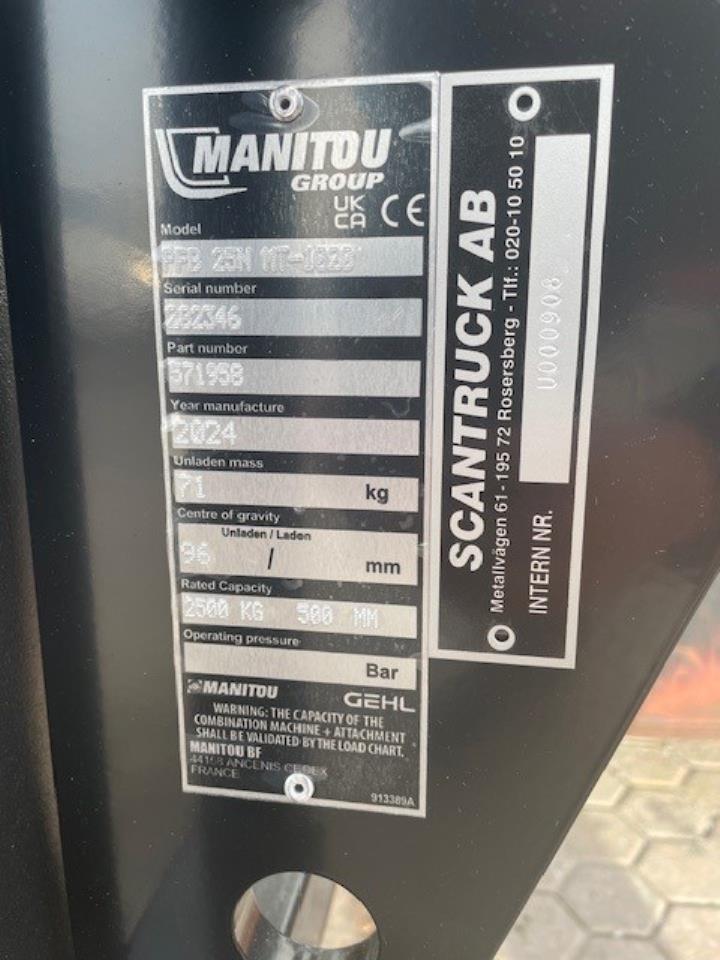 MANITOU
GROUP
UK
CA CE
Model
25N MT-
Serial number
282346
Part number
571958
Year manufacture
2024
Unladen mass
71 kg
Centre of gravity
Unladen / Laden
96 / mm
Rated Capacity
2500 KG 500 MM
Operating pressure
Bar
MANITOU GEHL
WARNING: THE CAPACITY OF THE
COMBINATION MACHINE + ATTACHMENT
SHALL BE VALIDATED BY THE LOAD CHART.
MANITOU BF
44158 ANCENIS CEDEX
FRANCE
913389A
SCANTRUCK AB
Metallvägen 61 - 195 72 Rosersberg - Tlf.: 020-10 50 10
INTERN NR. U000908